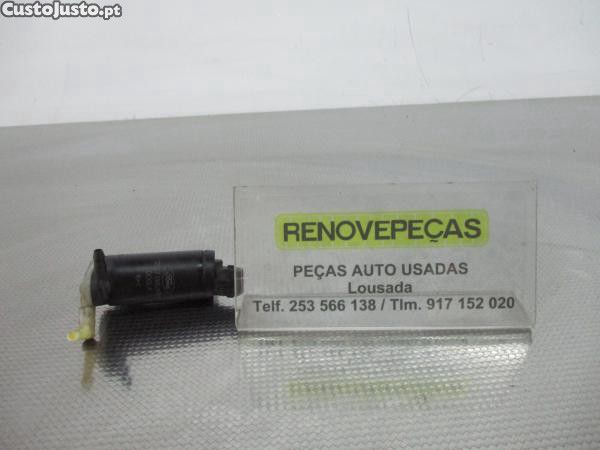 CustoJusto.pt
RENOVEPEÇAS
PEÇAS AUTO USADAS
Lousada
Telf. 253 566 138 / Tlm. 917 152 020